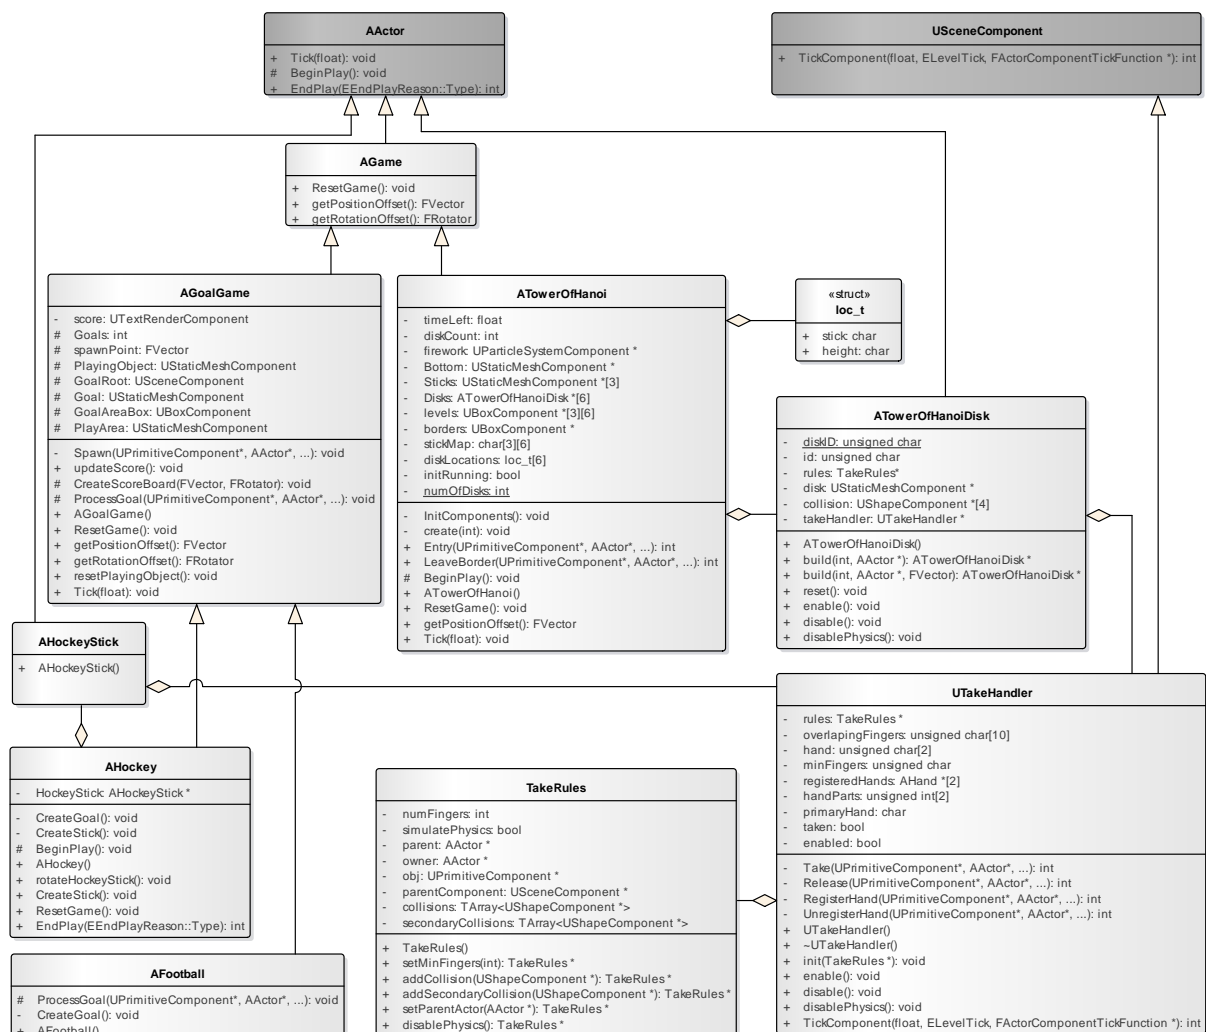 AActor
+ Tick(float): void
# BeginPlay(): void
+ EndPlay(EEndPlayReason::Type): int
USceneComponent
+ TickComponent(float, ELevelTick, FActorComponentTickFunction *): int
AGame
+ ResetGame(): void
+ getPositionOffset(): FVector
+ getRotationOffset(): FRotator
AGoalGame
- score: UTextRenderComponent
# Goals: int
# spawnPoint: FVector
# PlayingObject: UStaticMeshComponent
# GoalRoot: USceneComponent
# Goal: UStaticMeshComponent
# GoalAreaBox: UBoxComponent
# PlayArea: UStaticMeshComponent
- Spawn(UPrimitiveComponent*, AActor*, ...): void
+ updateScore(): void
# CreateScoreBoard(FVector, FRotator): void
# ProcessGoal(UPrimitiveComponent*, AActor*, ...): void
+ AGoalGame()
+ ResetGame(): void
+ getPositionOffset(): FVector
+ getRotationOffset(): FRotator
+ resetPlayingObject(): void
+ Tick(float): void
ATowerOfHanoi
- timeLeft: float
- diskCount: int
- firework: UParticleSystemComponent *
- Bottom: UStaticMeshComponent *
- Sticks: UStaticMeshComponent *[3]
- Disks: ATowerOfHanoiDisk *[6]
- levels: UBoxComponent *[3][6]
- borders: UBoxComponent *
- stickMap: char[3][6]
- diskLocations: loc_t[6]
- initRunning: bool
- numOfDisks: int
- InitComponents(): void
- create(int): void
+ Entry(UPrimitiveComponent*, AActor*, ...): int
+ LeaveBorder(UPrimitiveComponent*, AActor*, ...): int
# BeginPlay(): void
+ ATowerOfHanoi()
+ ResetGame(): void
+ getPositionOffset(): FVector
+ Tick(float): void
«struct»
loc_t
+ stick: char
+ height: char
ATowerOfHanoiDisk
- diskID: unsigned char
- id: unsigned char
- rules: TakeRules*
- disk: UStaticMeshComponent *
- collision: UShapeComponent *[4]
- takeHandler: UTakeHandler *
+ ATowerOfHanoiDisk()
+ build(int, AActor *): ATowerOfHanoiDisk *
+ build(int, AActor *, FVector): ATowerOfHanoiDisk *
+ reset(): void
+ enable(): void
+ disable(): void
+ disablePhysics(): void
AHockeyStick
+ AHockeyStick()
AHockey
- HockeyStick: AHockeyStick *
- CreateGoal(): void
- CreateStick(): void
# BeginPlay(): void
+ AHockey()
+ rotateHockeyStick(): void
+ CreateStick(): void
+ ResetGame(): void
+ EndPlay(EEndPlayReason::Type): int
AFootball
# ProcessGoal(UPrimitiveComponent*, AActor*, ...): void
- CreateGoal(): void
+ AFootball()
TakeRules
- numFingers: int
- simulatePhysics: bool
- parent: AActor *
- owner: AActor *
- obj: UPrimitiveComponent *
- parentComponent: USceneComponent *
- collisions: TArray<UShapeComponent *>
- secondaryCollisions: TArray<UShapeComponent *>
+ TakeRules()
+ setMinFingers(int): TakeRules *
+ addCollision(UShapeComponent *): TakeRules *
+ addSecondaryCollision(UShapeComponent *): TakeRules *
+ setParentActor(AActor *): TakeRules *
+ disablePhysics(): TakeRules *
UTakeHandler
- rules: TakeRules *
- overlapingFingers: unsigned char[10]
- hand: unsigned char[2]
- minFingers: unsigned char
- registeredHands: AHand *[2]
- handParts: unsigned int[2]
- primaryHand: char
- taken: bool
- enabled: bool
- Take(UPrimitiveComponent*, AActor*, ...): int
- Release(UPrimitiveComponent*, AActor*, ...): int
- RegisterHand(UPrimitiveComponent*, AActor*, ...): int
- UnregisterHand(UPrimitiveComponent*, AActor*, ...): int
+ UTakeHandler()
+ ~UTakeHandler()
+ init(TakeRules *): void
+ enable(): void
+ disable(): void
+ disablePhysics(): void
+ TickComponent(float, ELevelTick, FActorComponentTickFunction *): int